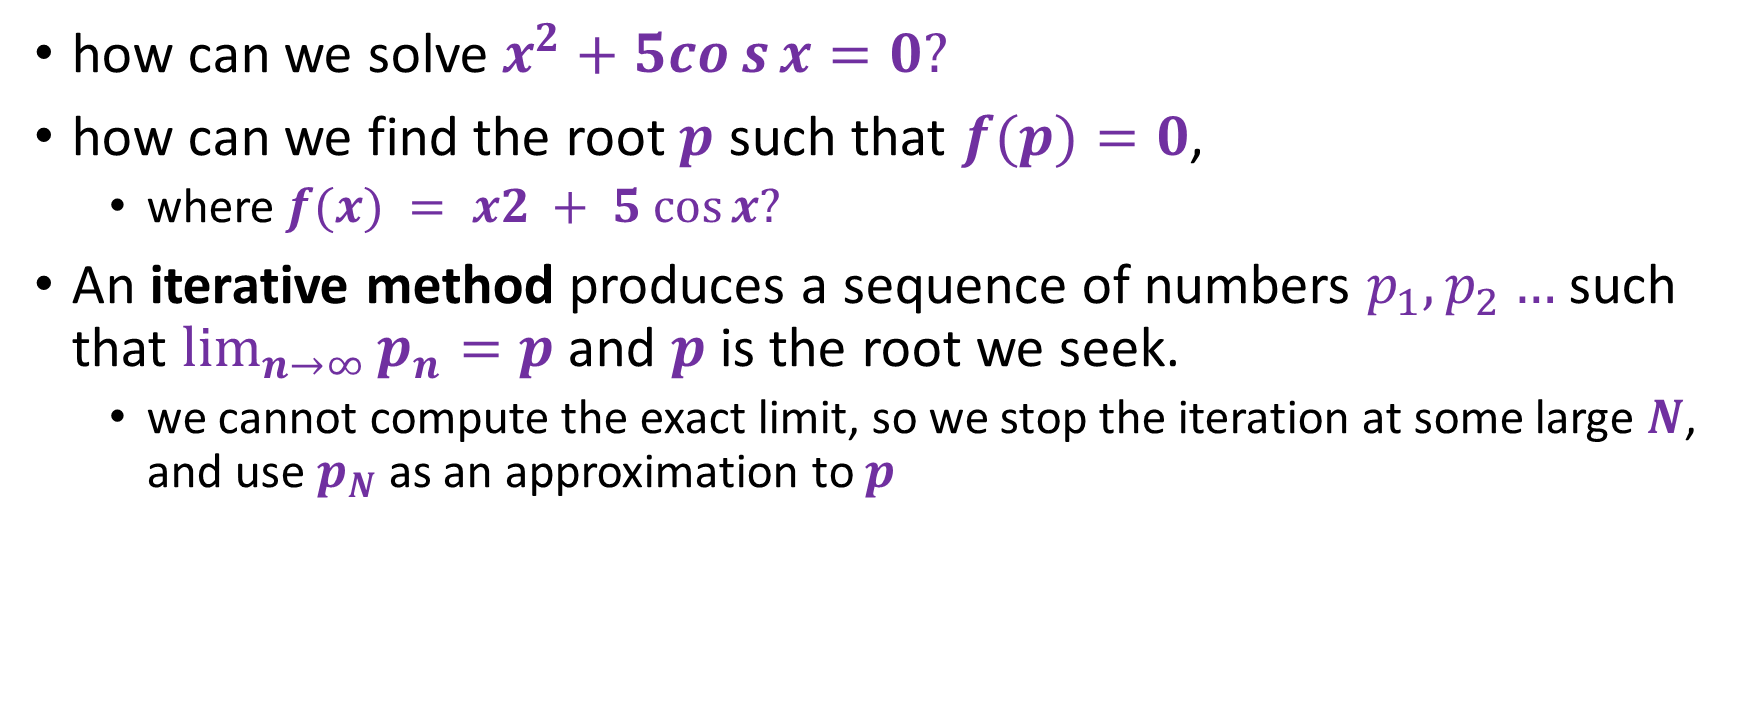 • how can we solve x² + 5co s x = 0?
• how can we find the root p such that f(p) = 0,
• where f(x) = x2 + 5 cos x?
• An iterative method produces a sequence of numbers p₁, p₂ … such
that limₙ→∞ pₙ = p and p is the root we seek.
• we cannot compute the exact limit, so we stop the iteration at some large N,
and use p_N as an approximation to p